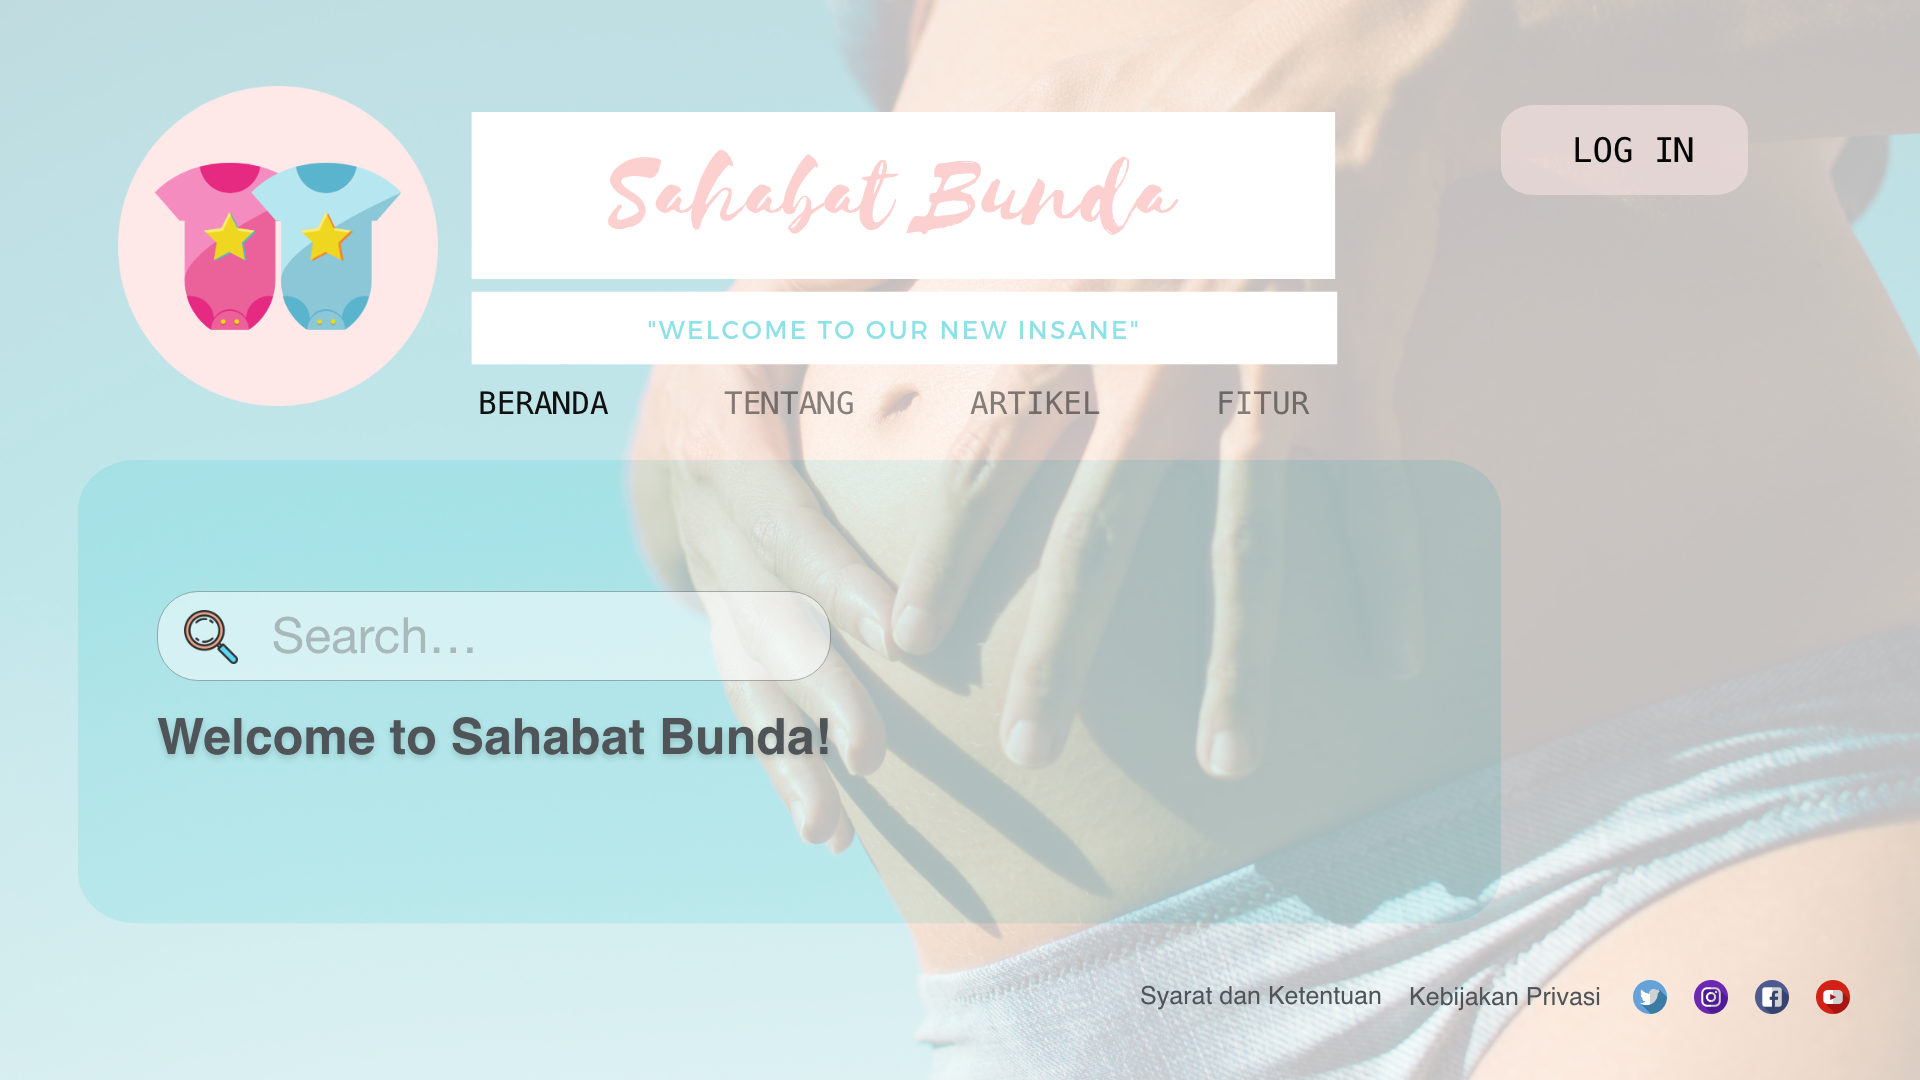 Sahabat Bunda
LOG IN
"WELCOME TO OUR NEW INSANE"
BERANDA
TENTANG
ARTIKEL
FITUR
Search...
Welcome to Sahabat Bunda!
Syarat dan Ketentuan
Kebijakan Privasi